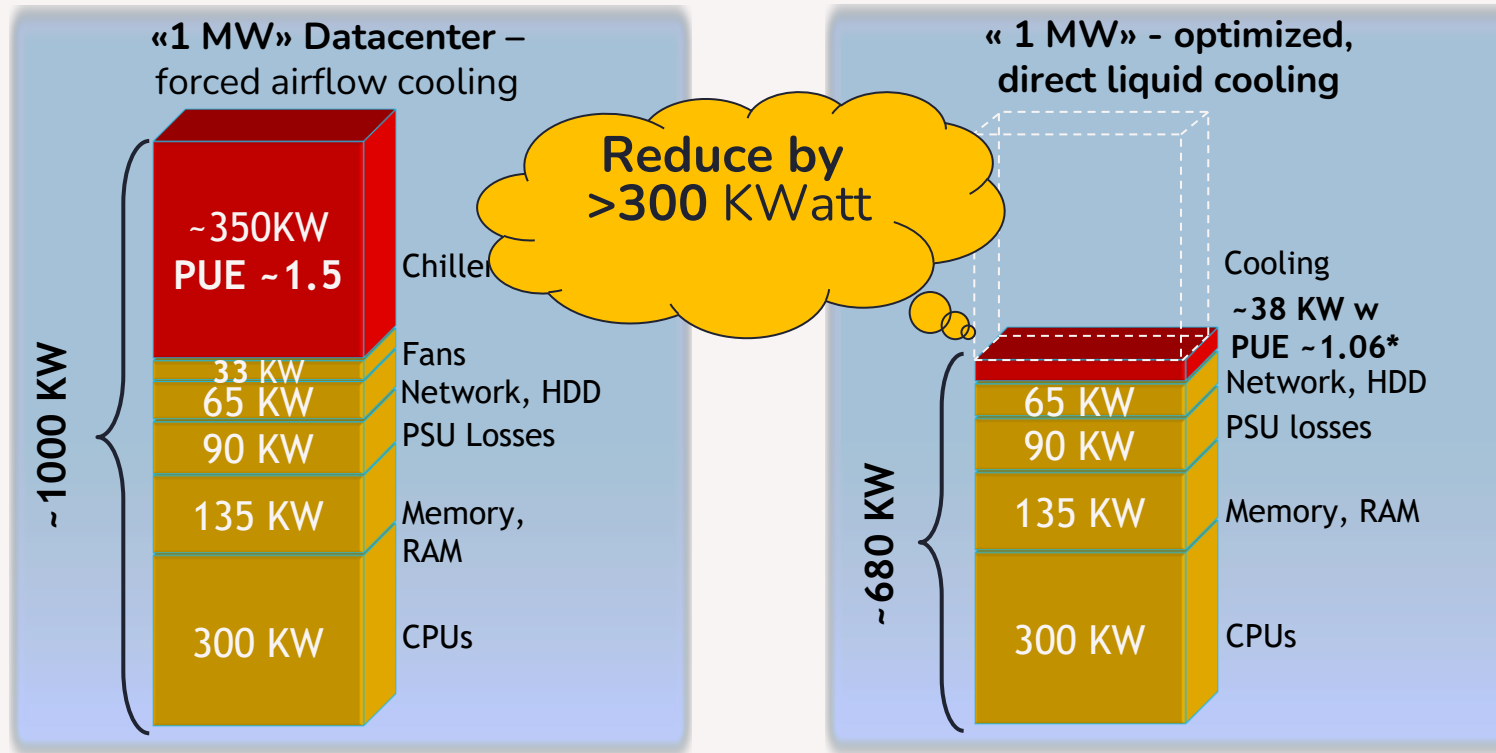 «1 MW» Datacenter –
forced airflow cooling
~1000 KW
~350KW
PUE ~1.5
Chiller
33 KW
Fans
65 KW
Network, HDD
90 KW
PSU Losses
135 KW
Memory,
RAM
300 KW
CPUs
Reduce by
>300 KWatt
« 1 MW» - optimized,
direct liquid cooling
~680 KW
Cooling
~38 KW w
PUE ~1.06*
65 KW
Network, HDD
90 KW
PSU losses
135 KW
Memory, RAM
300 KW
CPUs